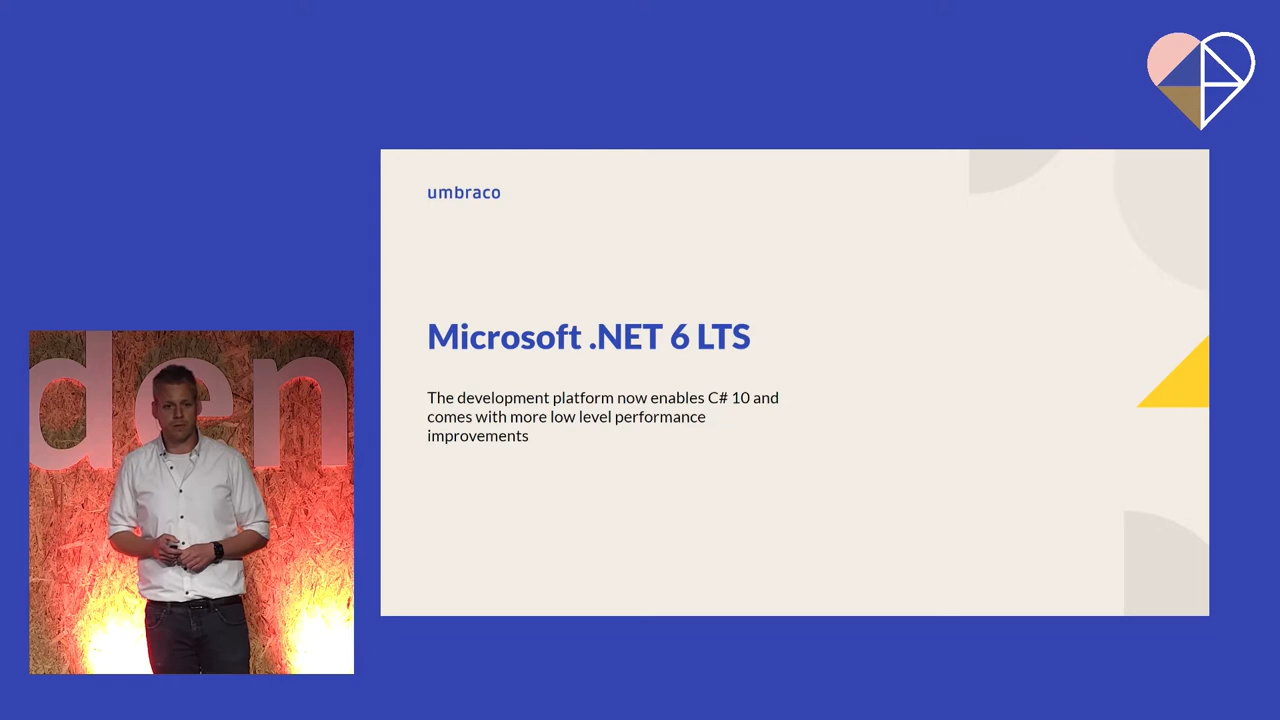 umbraco
Microsoft .NET 6 LTS
The development platform now enables C# 10 and
comes with more low level performance
improvements
den